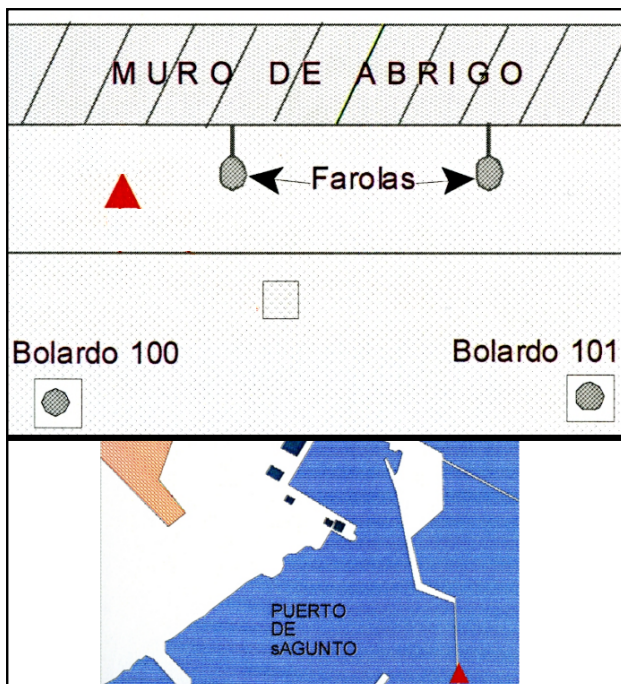 MURO DE ABRIGO
Farolas
Bolardo 100
Bolardo 101
PUERTO
DE
sAGUNTO